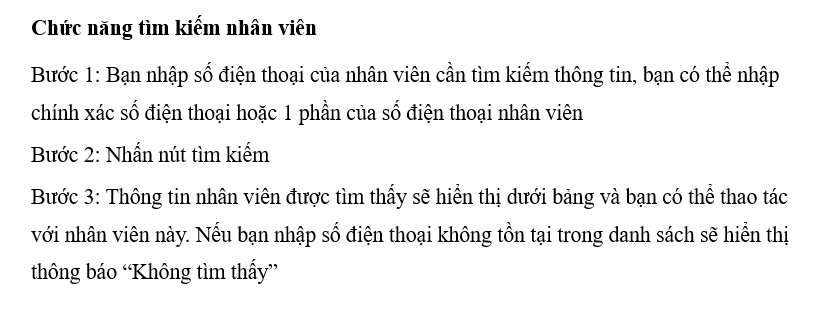 Chức năng tìm kiếm nhân viên
Bước 1: Bạn nhập số điện thoại của nhân viên cần tìm kiếm thông tin, bạn có thể nhập
chính xác số điện thoại hoặc 1 phần của số điện thoại nhân viên
Bước 2: Nhấn nút tìm kiếm
Bước 3: Thông tin nhân viên được tìm thấy sẽ hiển thị dưới bảng và bạn có thể thao tác
với nhân viên này. Nếu bạn nhập số điện thoại không tồn tại trong danh sách sẽ hiển thị
thông báo “Không tìm thấy”